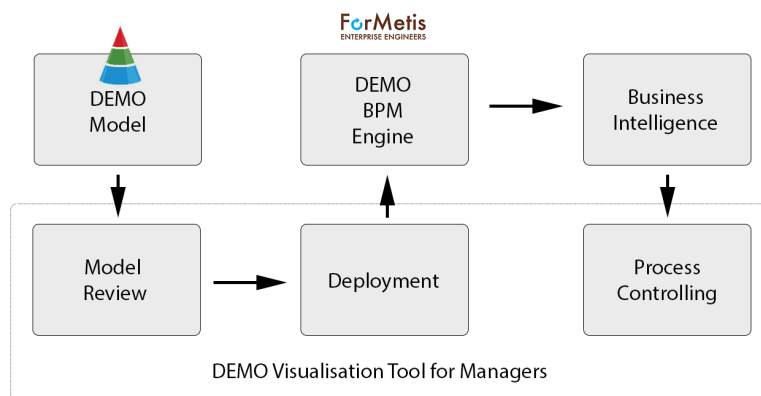 ForMetis
ENTERPRISE ENGINEERS
DEMO
Model
DEMO
BPM
Engine
Business
Intelligence
Model
Review
Deployment
Process
Controlling
DEMO Visualisation Tool for Managers